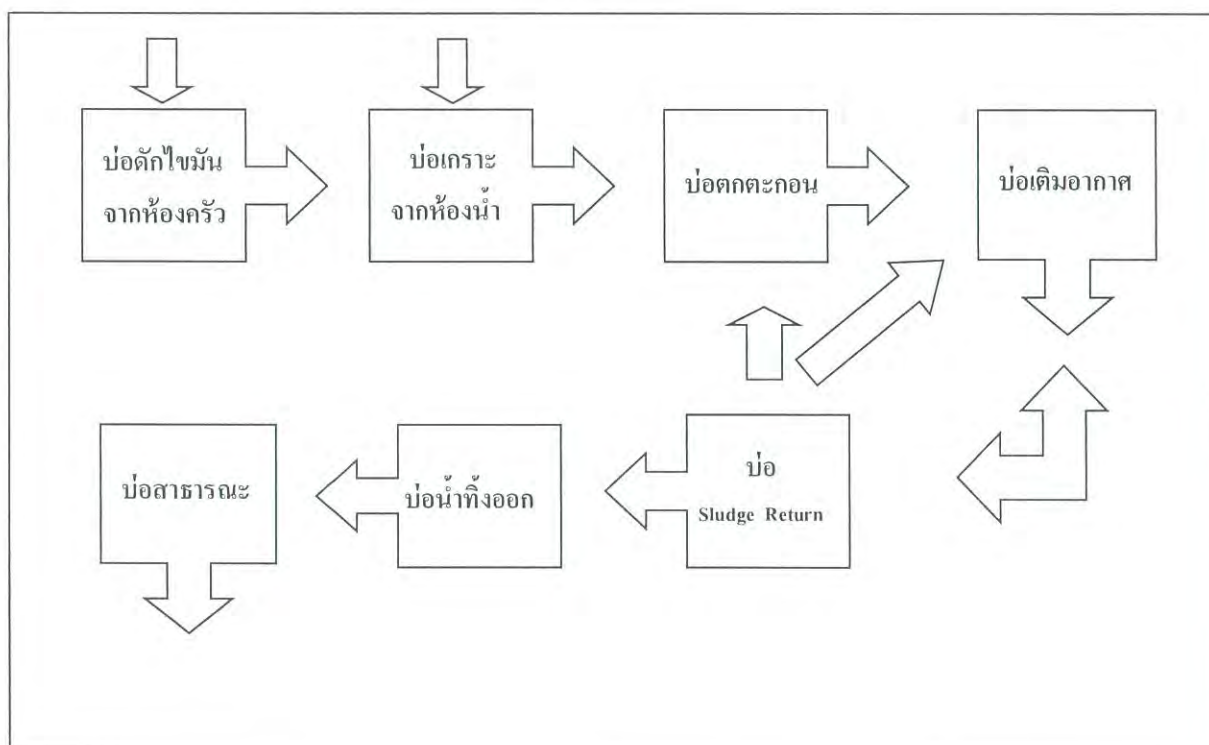 บ่อดักไขมัน
จากห้องครัว
บ่อเกราะ
จากห้องน้ำ
บ่อตกตะกอน
บ่อเติมอากาศ
บ่อสาธารณะ
บ่อน้ำทิ้งออก
บ่อ
Sludge Return